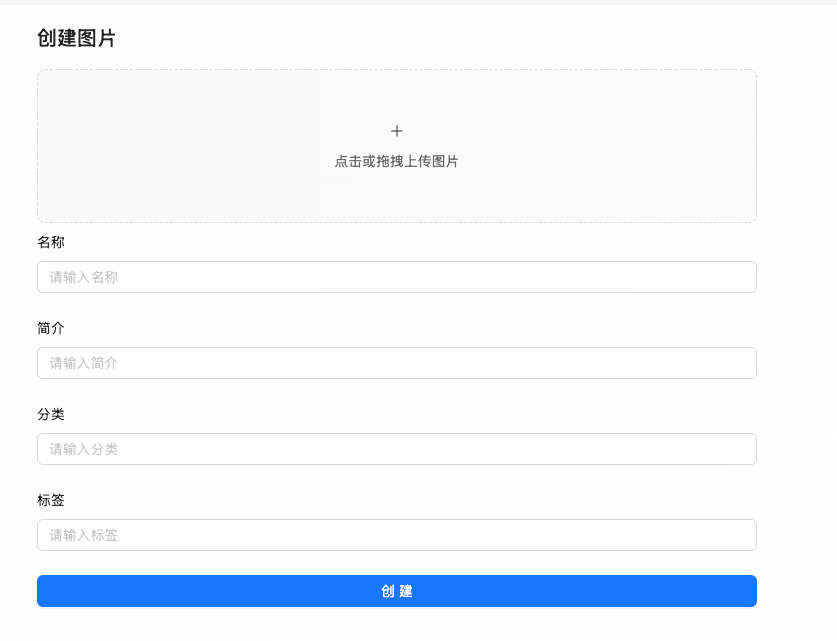 创建图片
点击或拖拽上传图片
名称
请输入名称
简介
请输入简介
分类
请输入分类
标签
请输入标签
创 建